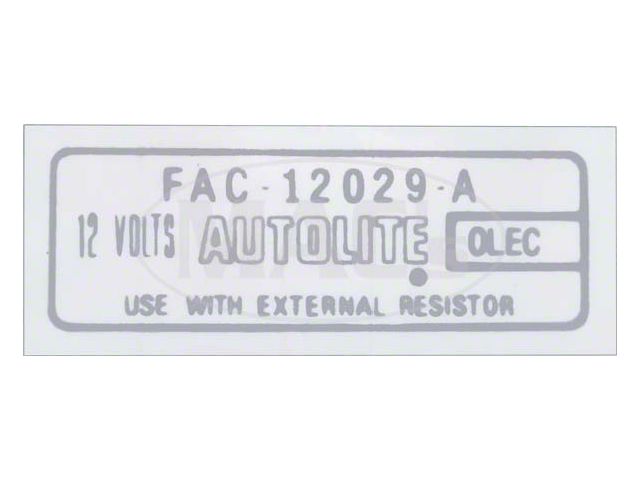 FAC-12029-A
12 VOLTS AUTOLITE OLEC
USE WITH EXTERNAL RESISTOR